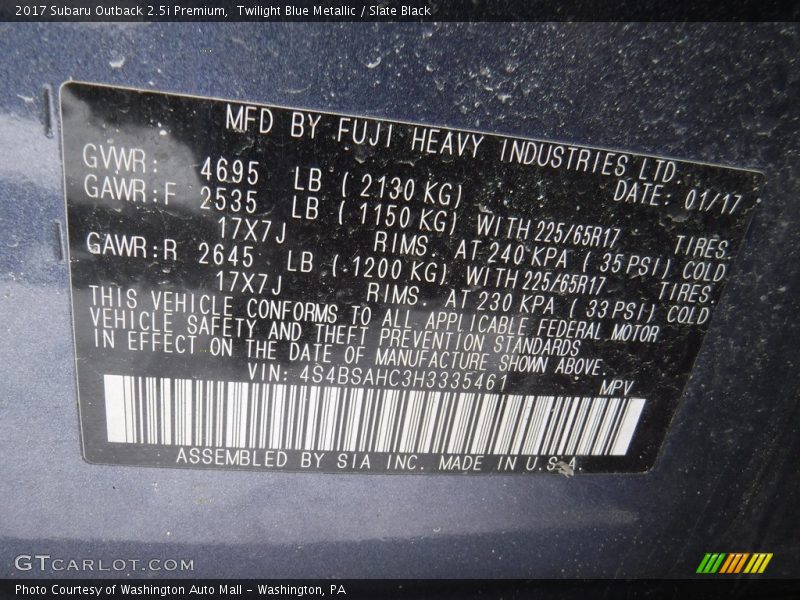 2017 Subaru Outback 2.5i Premium,  Twilight Blue Metallic / Slate Black
MFD BY FUJI HEAVY INDUSTRIES LTD.
DATE: 01/17
GVWR: 4695 LB (2130 KG)
GAWR:F 2535 LB (1150 KG) WITH 225/65R17 TIRES.
17X7J RIMS. AT 240 KPA (35PSI) COLD
GAWR:R 2645 LB (1200 KG) WITH 225/65R17 TIRES.
17X7J RIMS. AT 230 KPA (33PSI) COLD
THIS VEHICLE CONFORMS TO ALL APPLICABLE FEDERAL MOTOR
VEHICLE SAFETY AND THEFT PREVENTION STANDARDS
IN EFFECT ON THE DATE OF MANUFACTURE SHOWN ABOVE.
VIN: 4S4BSAHC3H3335461 MPV
ASSEMBLED BY SIA INC. MADE IN U.S.A.
GTCARLOT.COM
Photo Courtesy of Washington Auto Mall – Washington, PA